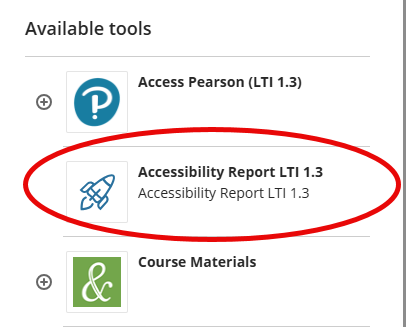 Available tools
Access Pearson (LTI 1.3)
Accessibility Report LTI 1.3
Accessibility Report LTI 1.3
Course Materials
&